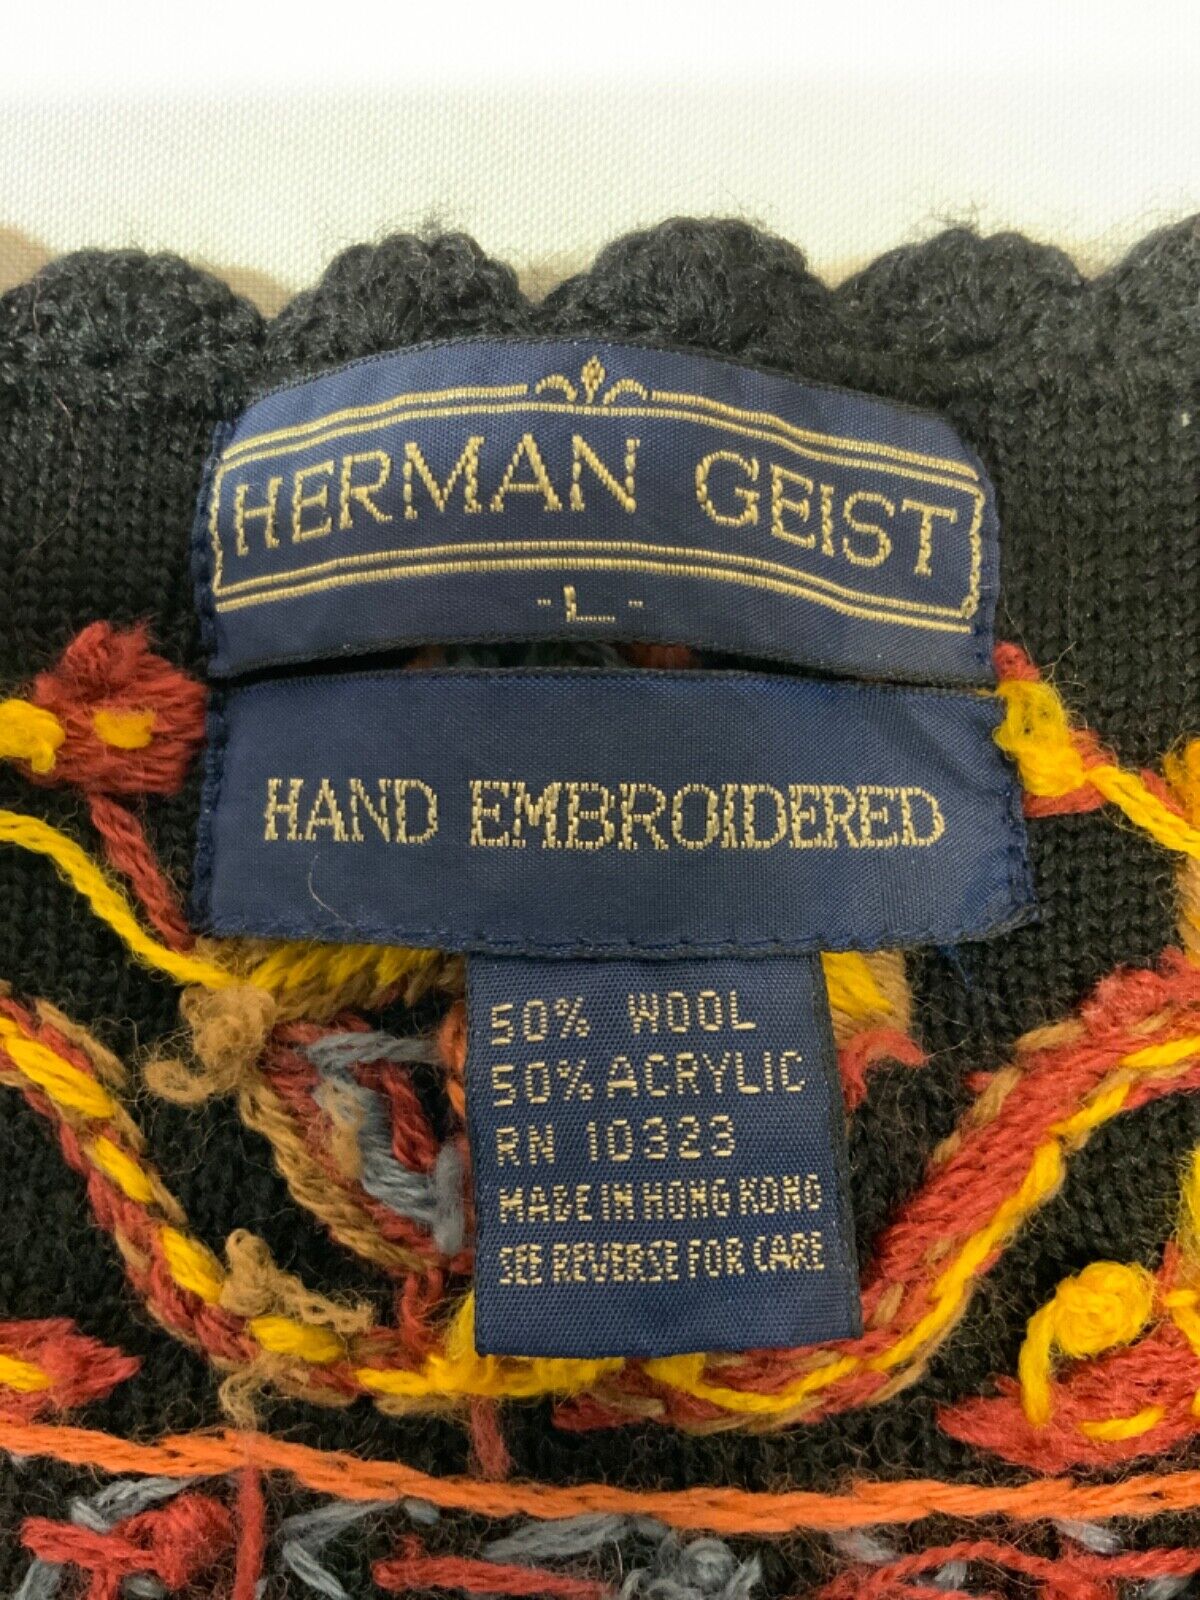 HERMAN GEIST
- L -
HAND EMBROIDERED
50% WOOL
50% ACRYLIC
RN 10323
MADE IN HONG KONG
SEE REVERSE FOR CARE